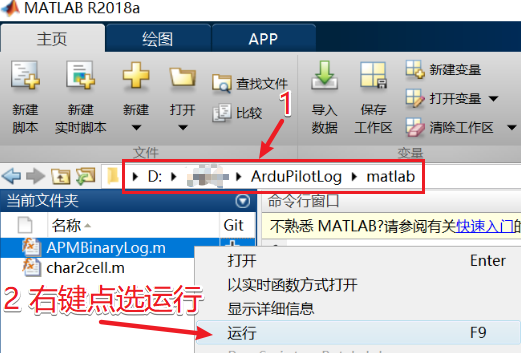 MATLAB R2018a
主页 绘图 APP
新建脚本 新建实时脚本 新建 打开 查找文件 比较 导入数据 保存工作区 新建变量 打开变量 清除工作区
文件 变量
1
D: ArduPilotLog matlab
当前文件夹 命令行窗口
名称 Git 不熟悉 MATLAB?请参阅有关快速入门的
APMBinaryLog.m
char2cell.m
打开 Enter
以实时函数方式打开
显示详细信息
2 右键点选运行
运行 F9